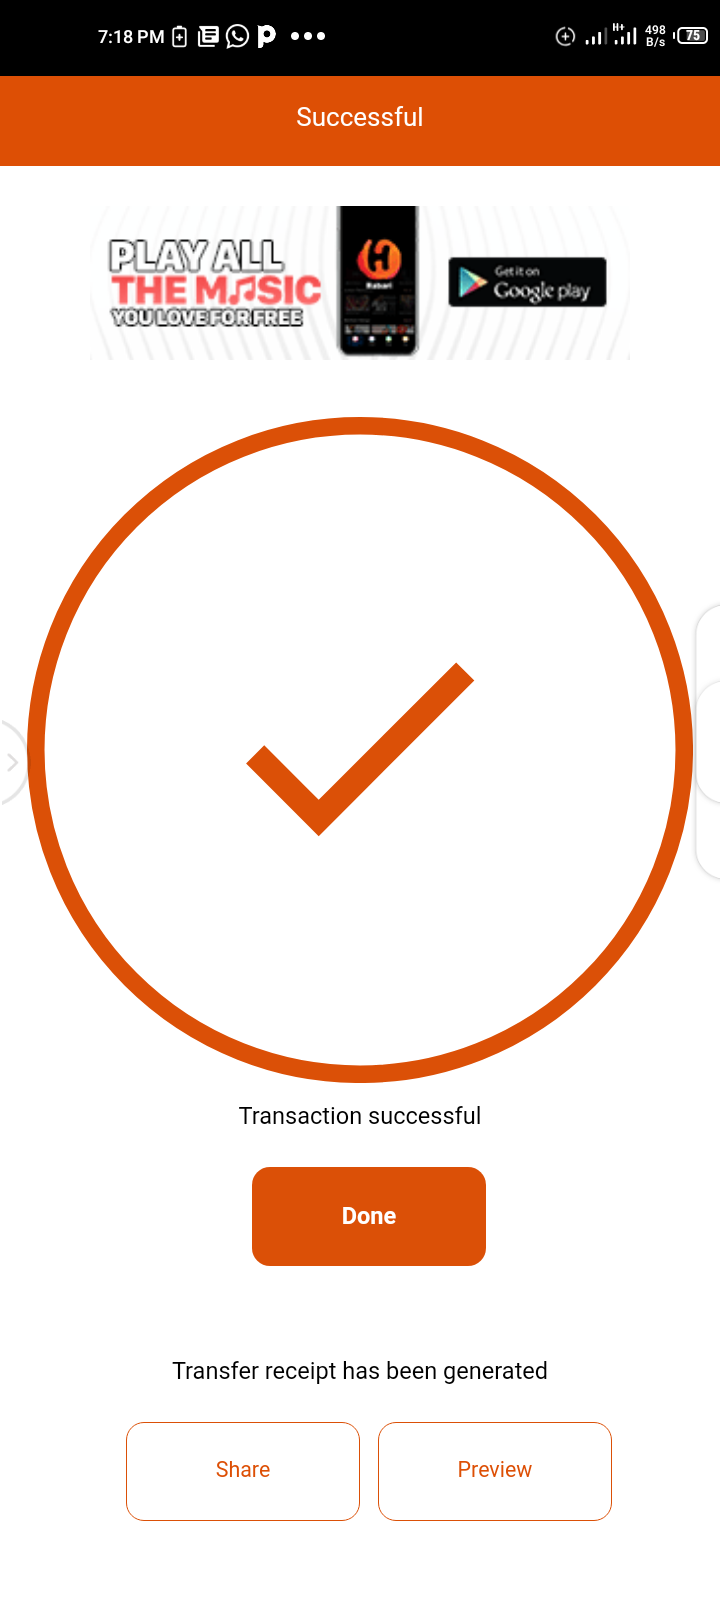 7:18 PM
H+
498
B/s
75
Successful
PLAY ALL
THE MUSIC
YOU LOVE FOR FREE
Habari
Get it on
Google play
Transaction successful
Done
Transfer receipt has been generated
Share
Preview